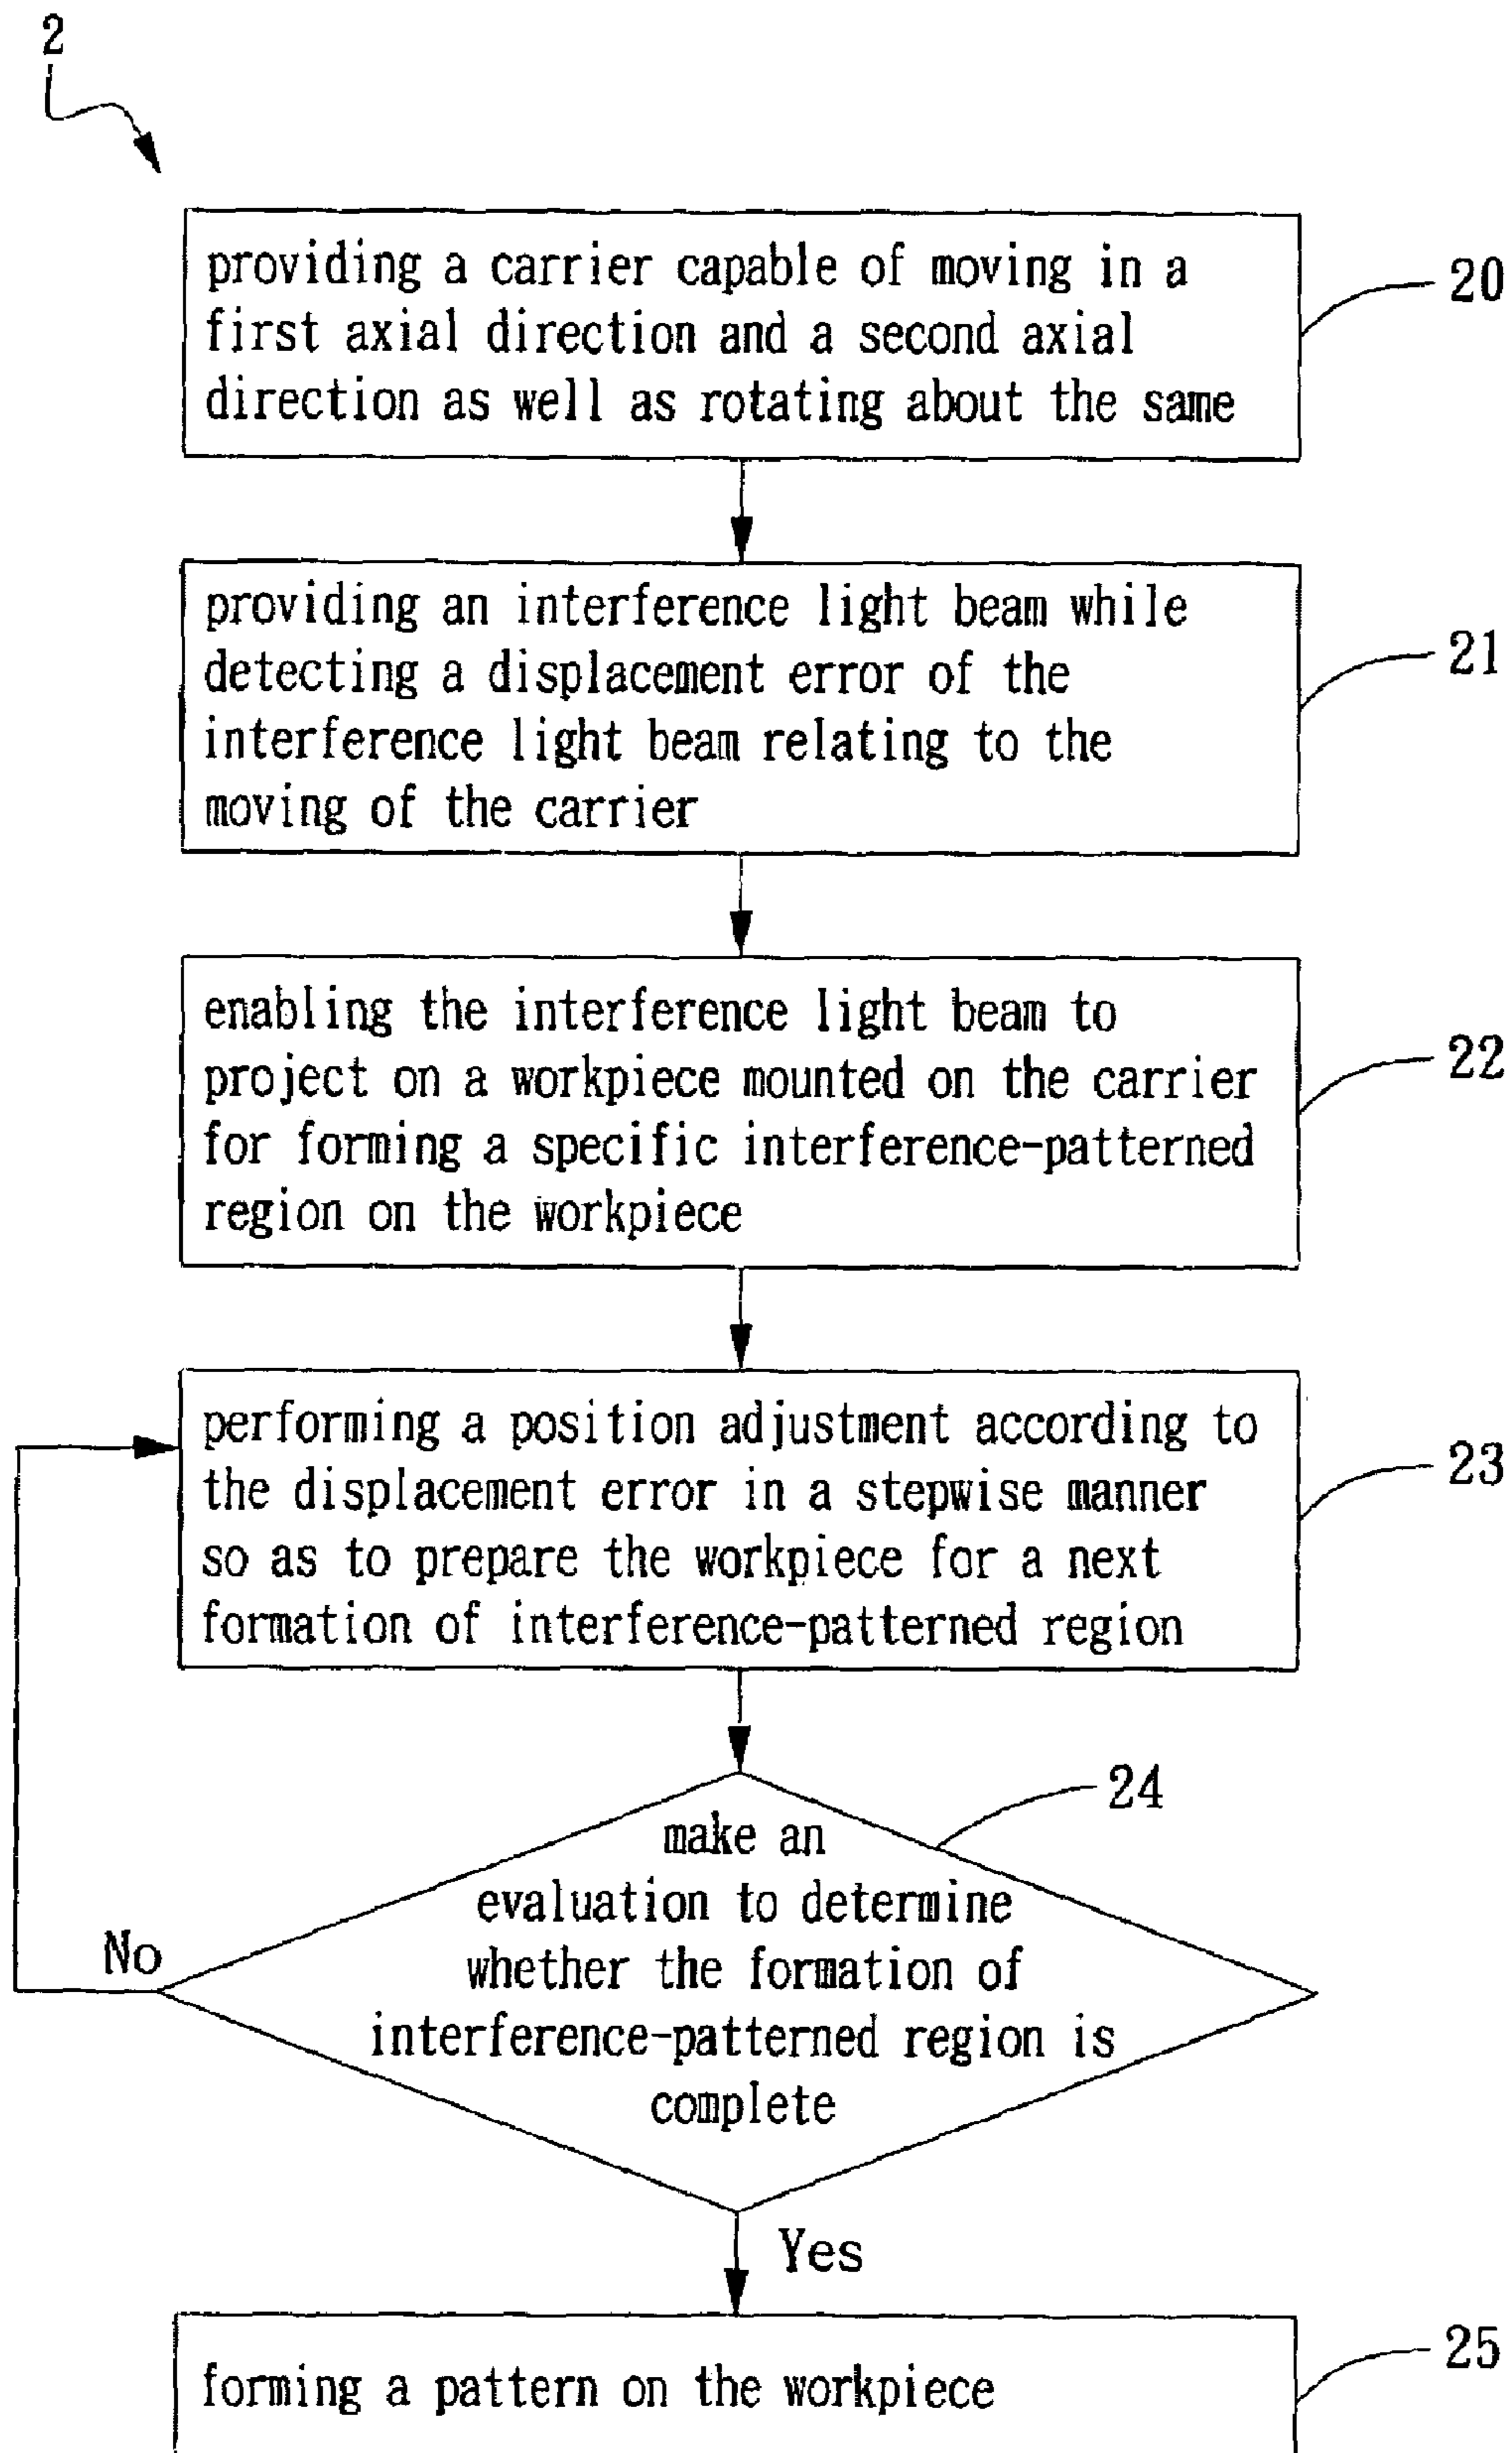 2
providing a carrier capable of moving in a
first axial direction and a second axial
direction as well as rotating about the same
20
providing an interference light beam while
detecting a displacement error of the
interference light beam relating to the
moving of the carrier
21
enabling the interference light beam to
project on a workpiece mounted on the carrier
for forming a specific interference-patterned
region on the workpiece
22
performing a position adjustment according to
the displacement error in a stepwise manner
so as to prepare the workpiece for a next
formation of interference-patterned region
23
24
make an
evaluation to determine
whether the formation of
interference-patterned region is
complete
No
Yes
forming a pattern on the workpiece
25